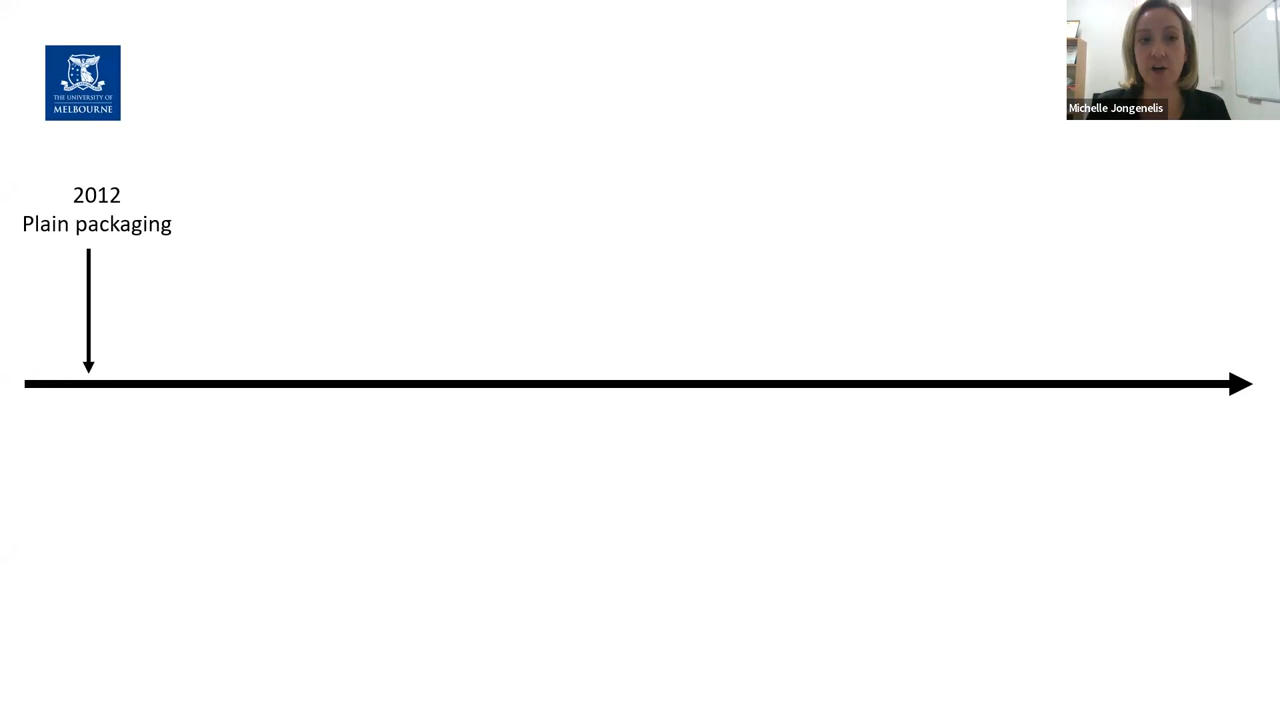 THE UNIVERSITY OF
MELBOURNE
Michelle Jongenelis
2012
Plain packaging